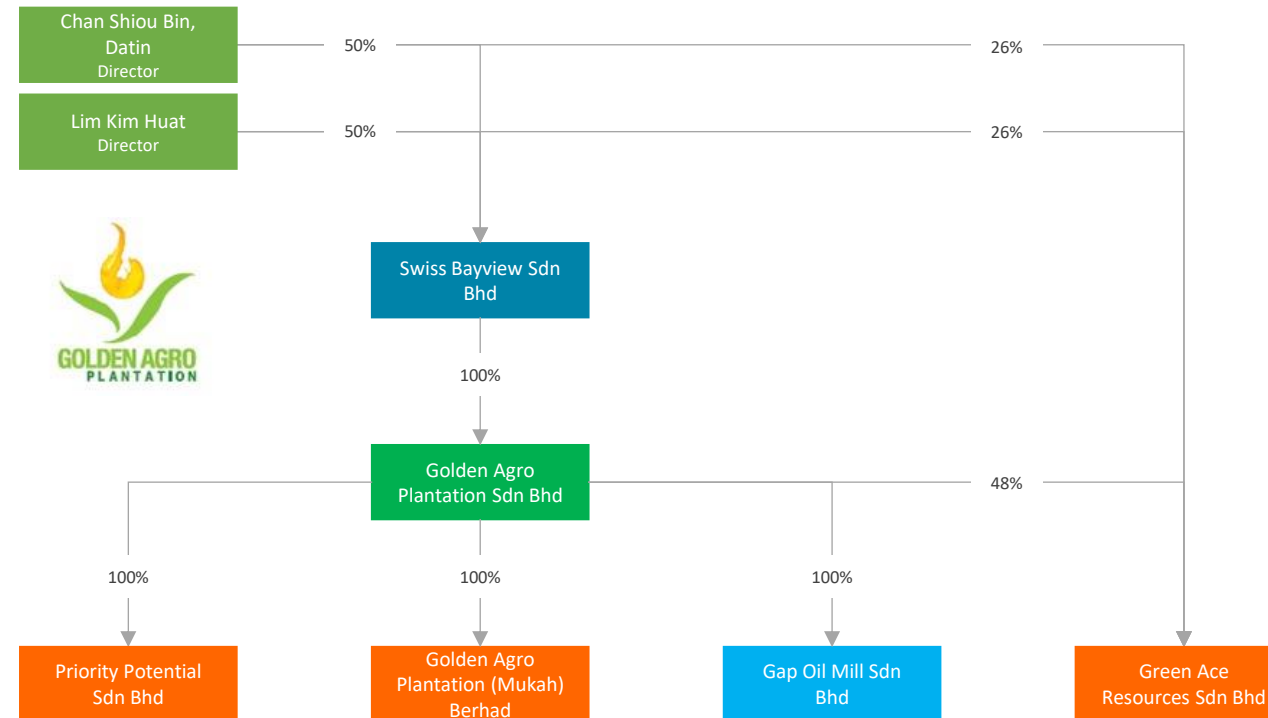 Chan Shiou Bin,
Datin
Director
50%
26%
Lim Kim Huat
Director
50%
26%
GOLDEN AGRO
PLANTATION
Swiss Bayview Sdn
Bhd
100%
Golden Agro
Plantation Sdn Bhd
48%
100%
100%
100%
Priority Potential
Sdn Bhd
Golden Agro
Plantation (Mukah)
Berhad
Gap Oil Mill Sdn
Bhd
Green Ace
Resources Sdn Bhd